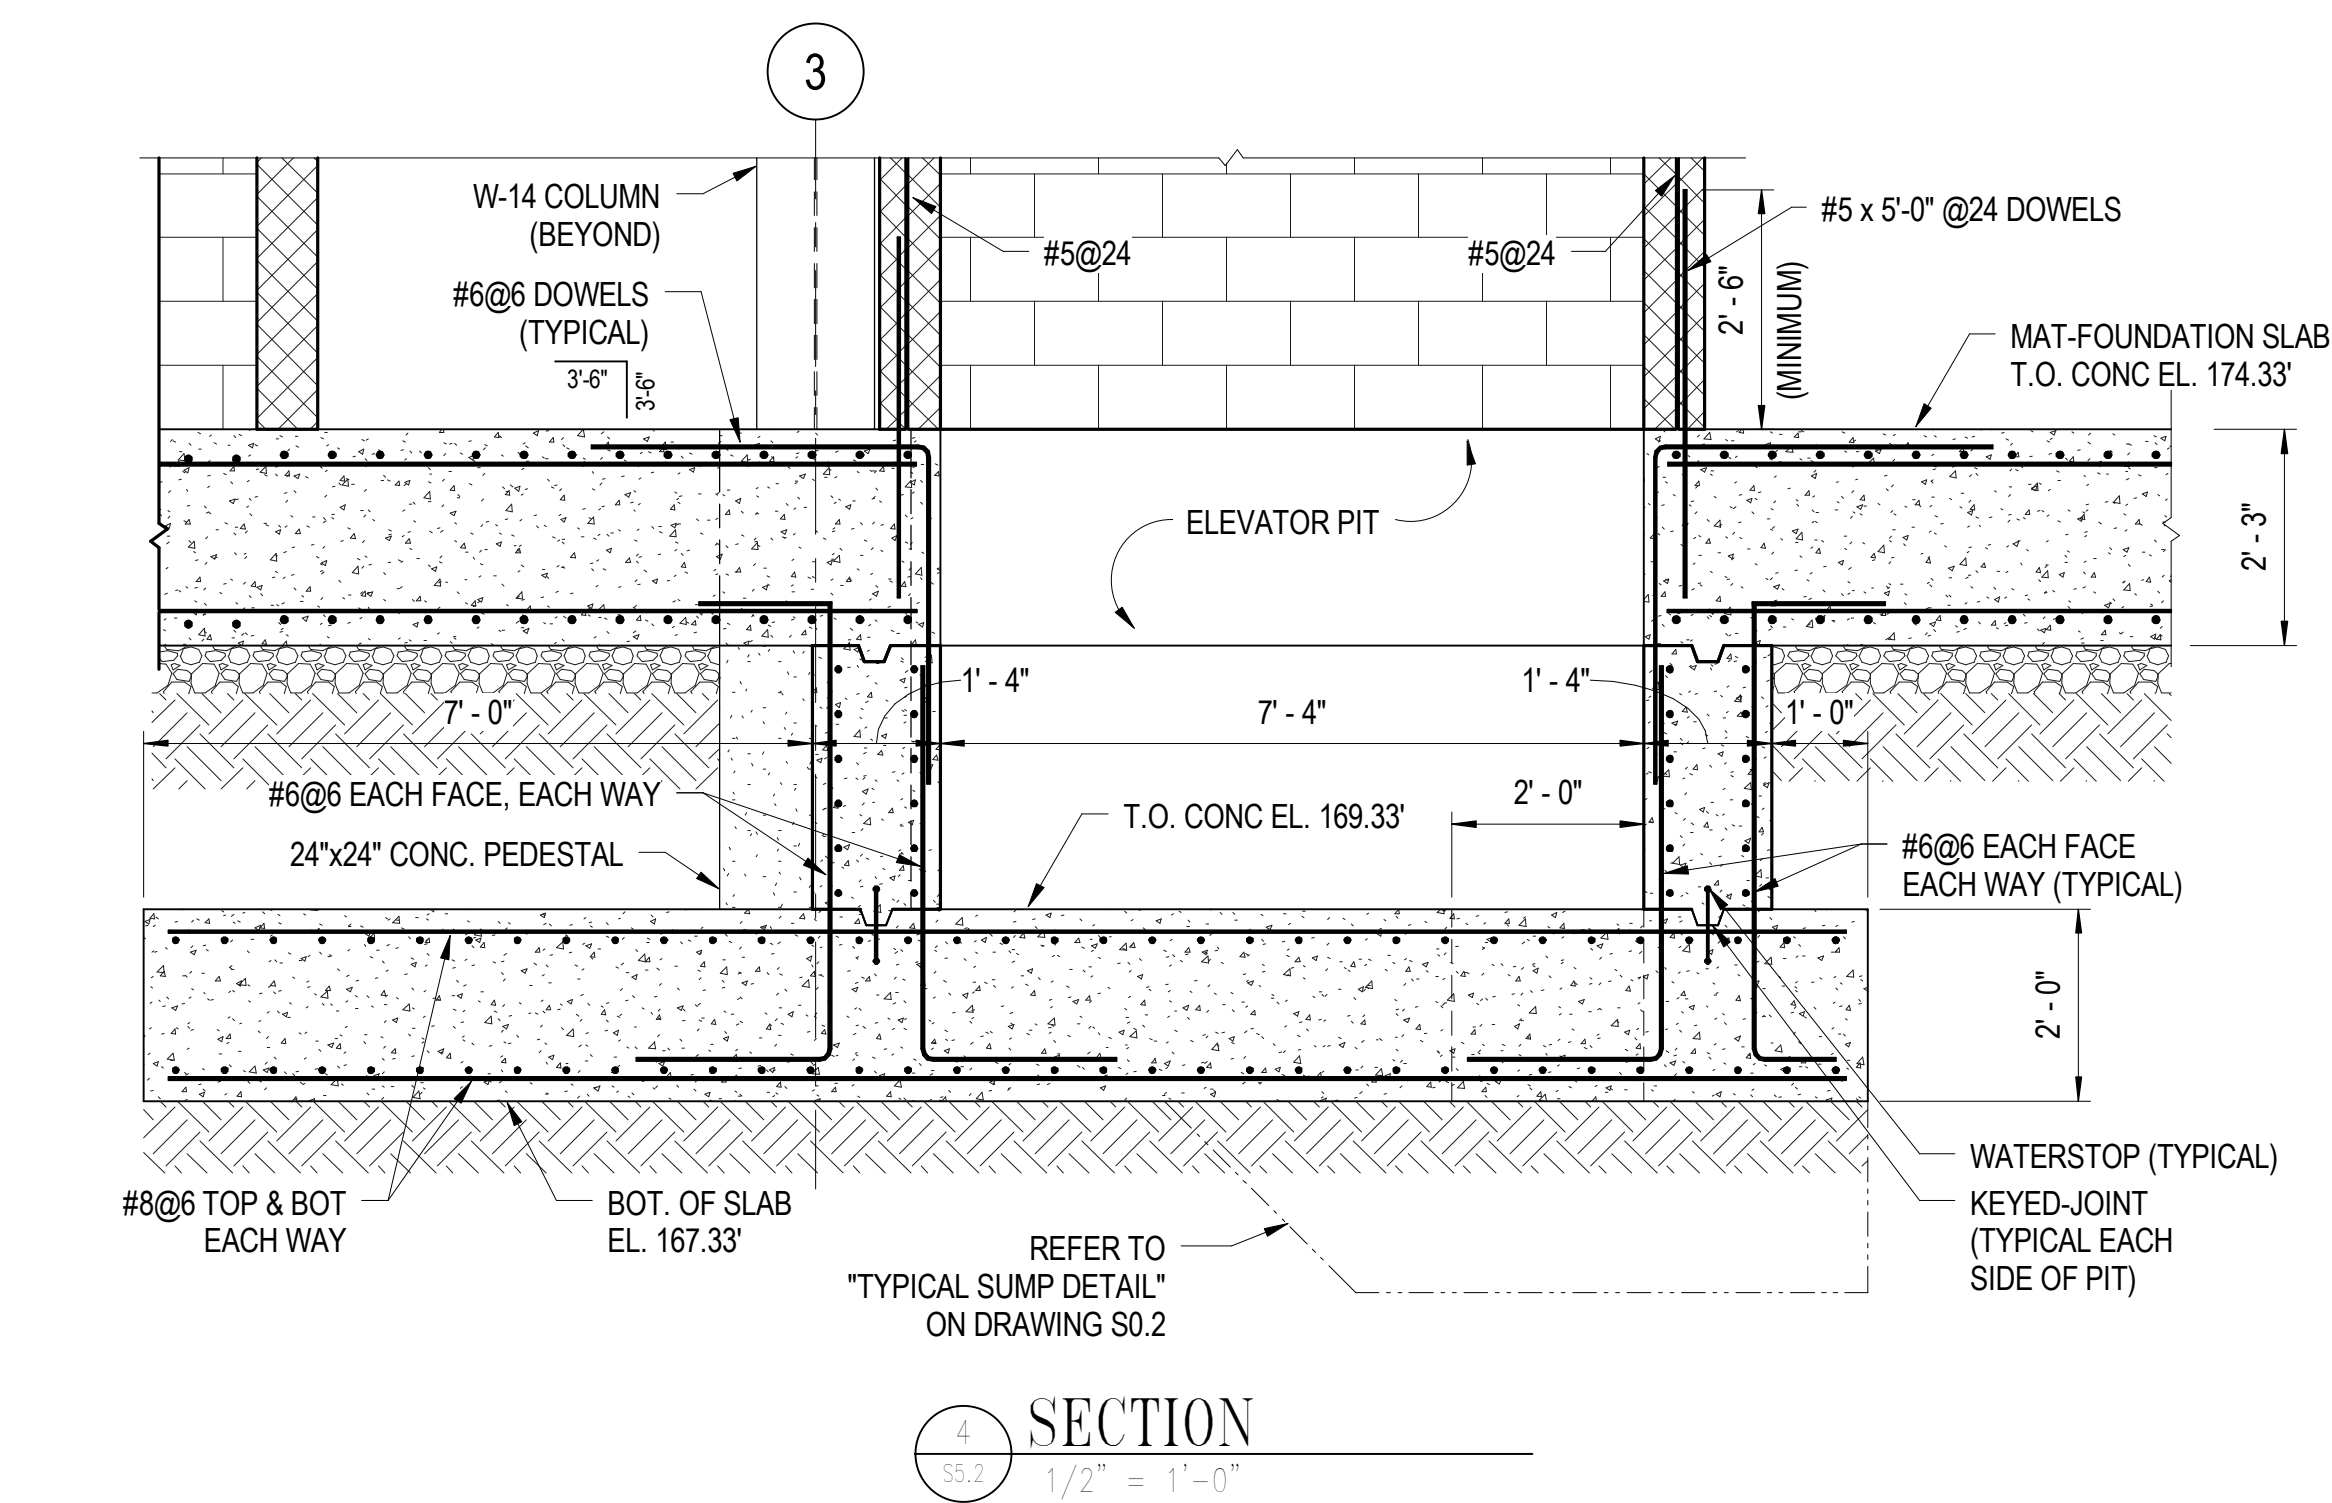 3
W-14 COLUMN
(BEYOND)
#6@6 DOWELS
(TYPICAL)
3'-6"
3'-6"
#5@24
#5@24
#5 x 5'-0" @24 DOWELS
2' - 6"
(MINIMUM)
MAT-FOUNDATION SLAB
T.O. CONC EL. 174.33'
ELEVATOR PIT
2' - 3"
7' - 0"
1' - 4"
7' - 4"
1' - 4"
1' - 0"
#6@6 EACH FACE, EACH WAY
24"x24" CONC. PEDESTAL
T.O. CONC EL. 169.33'
2' - 0"
#6@6 EACH FACE
EACH WAY (TYPICAL)
2' - 0"
#8@6 TOP & BOT
EACH WAY
BOT. OF SLAB
EL. 167.33'
REFER TO
"TYPICAL SUMP DETAIL"
ON DRAWING S0.2
WATERSTOP (TYPICAL)
KEYED-JOINT
(TYPICAL EACH
SIDE OF PIT)
4
S5.2
SECTION
1/2" = 1'-0"